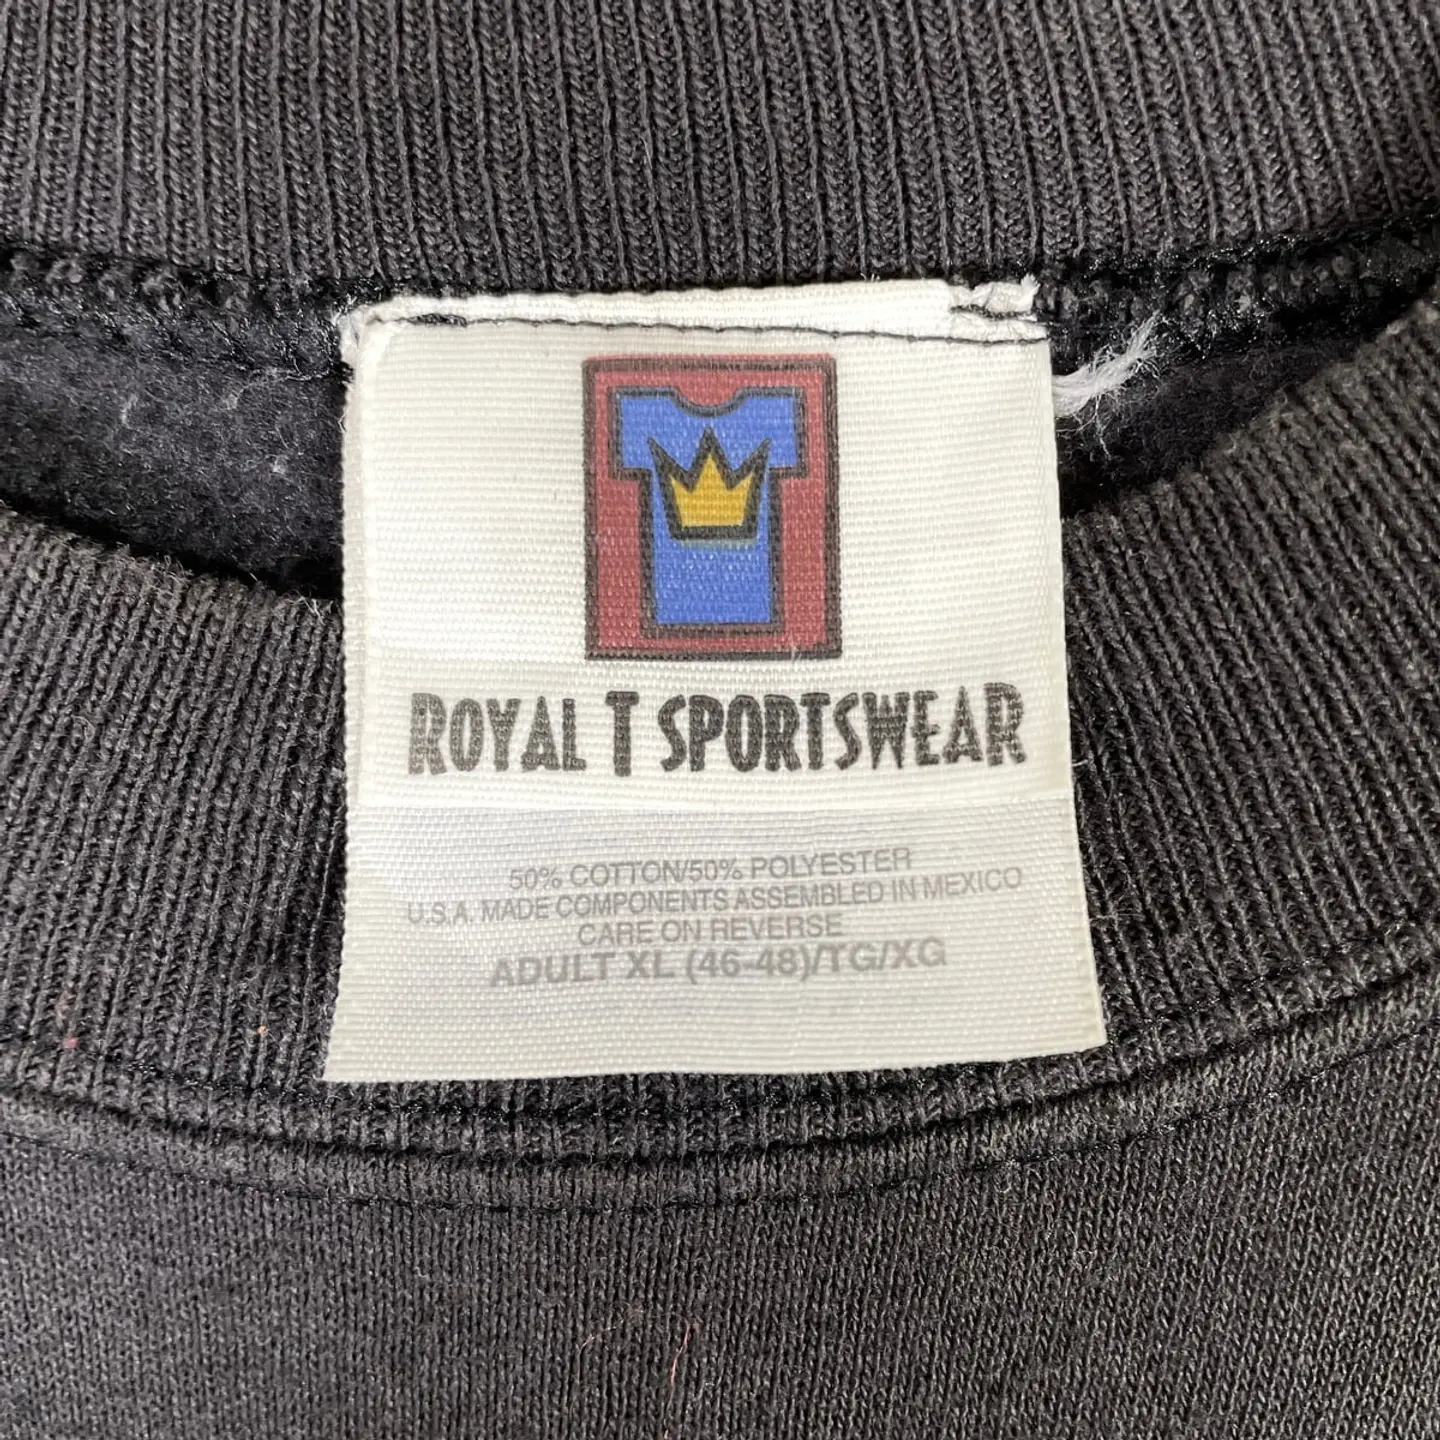 ROYAL T SPORTSWEAR
50% COTTON/50% POLYESTER
U.S.A. MADE COMPONENTS ASSEMBLED IN MEXICO
CARE ON REVERSE
ADULT XL (46-48)/TG/XG